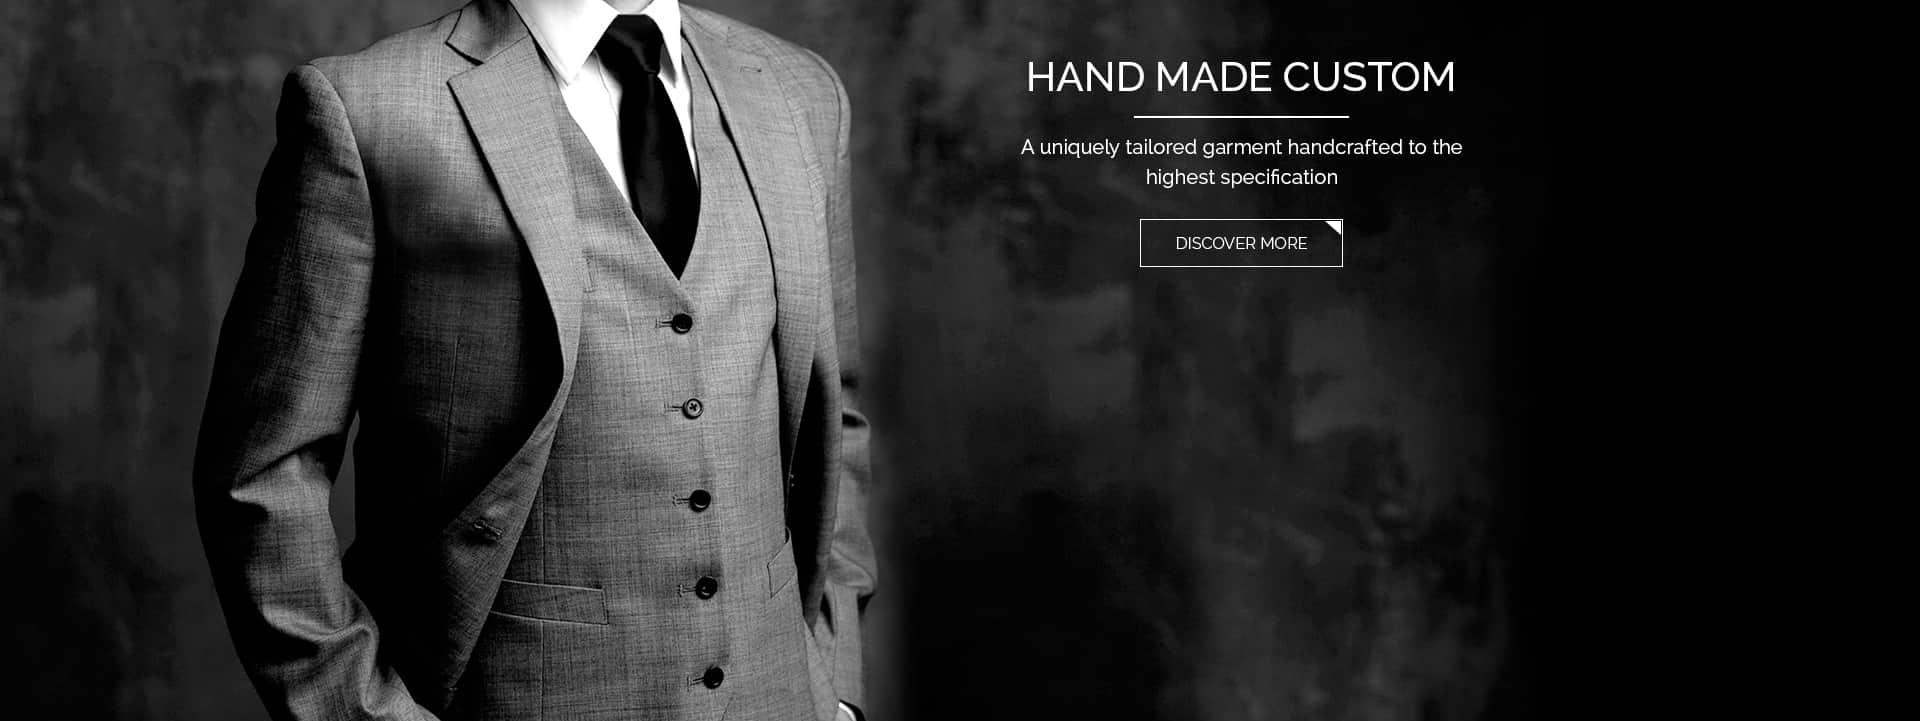 HAND MADE CUSTOM
A uniquely tailored garment handcrafted to the
highest specification
DISCOVER MORE